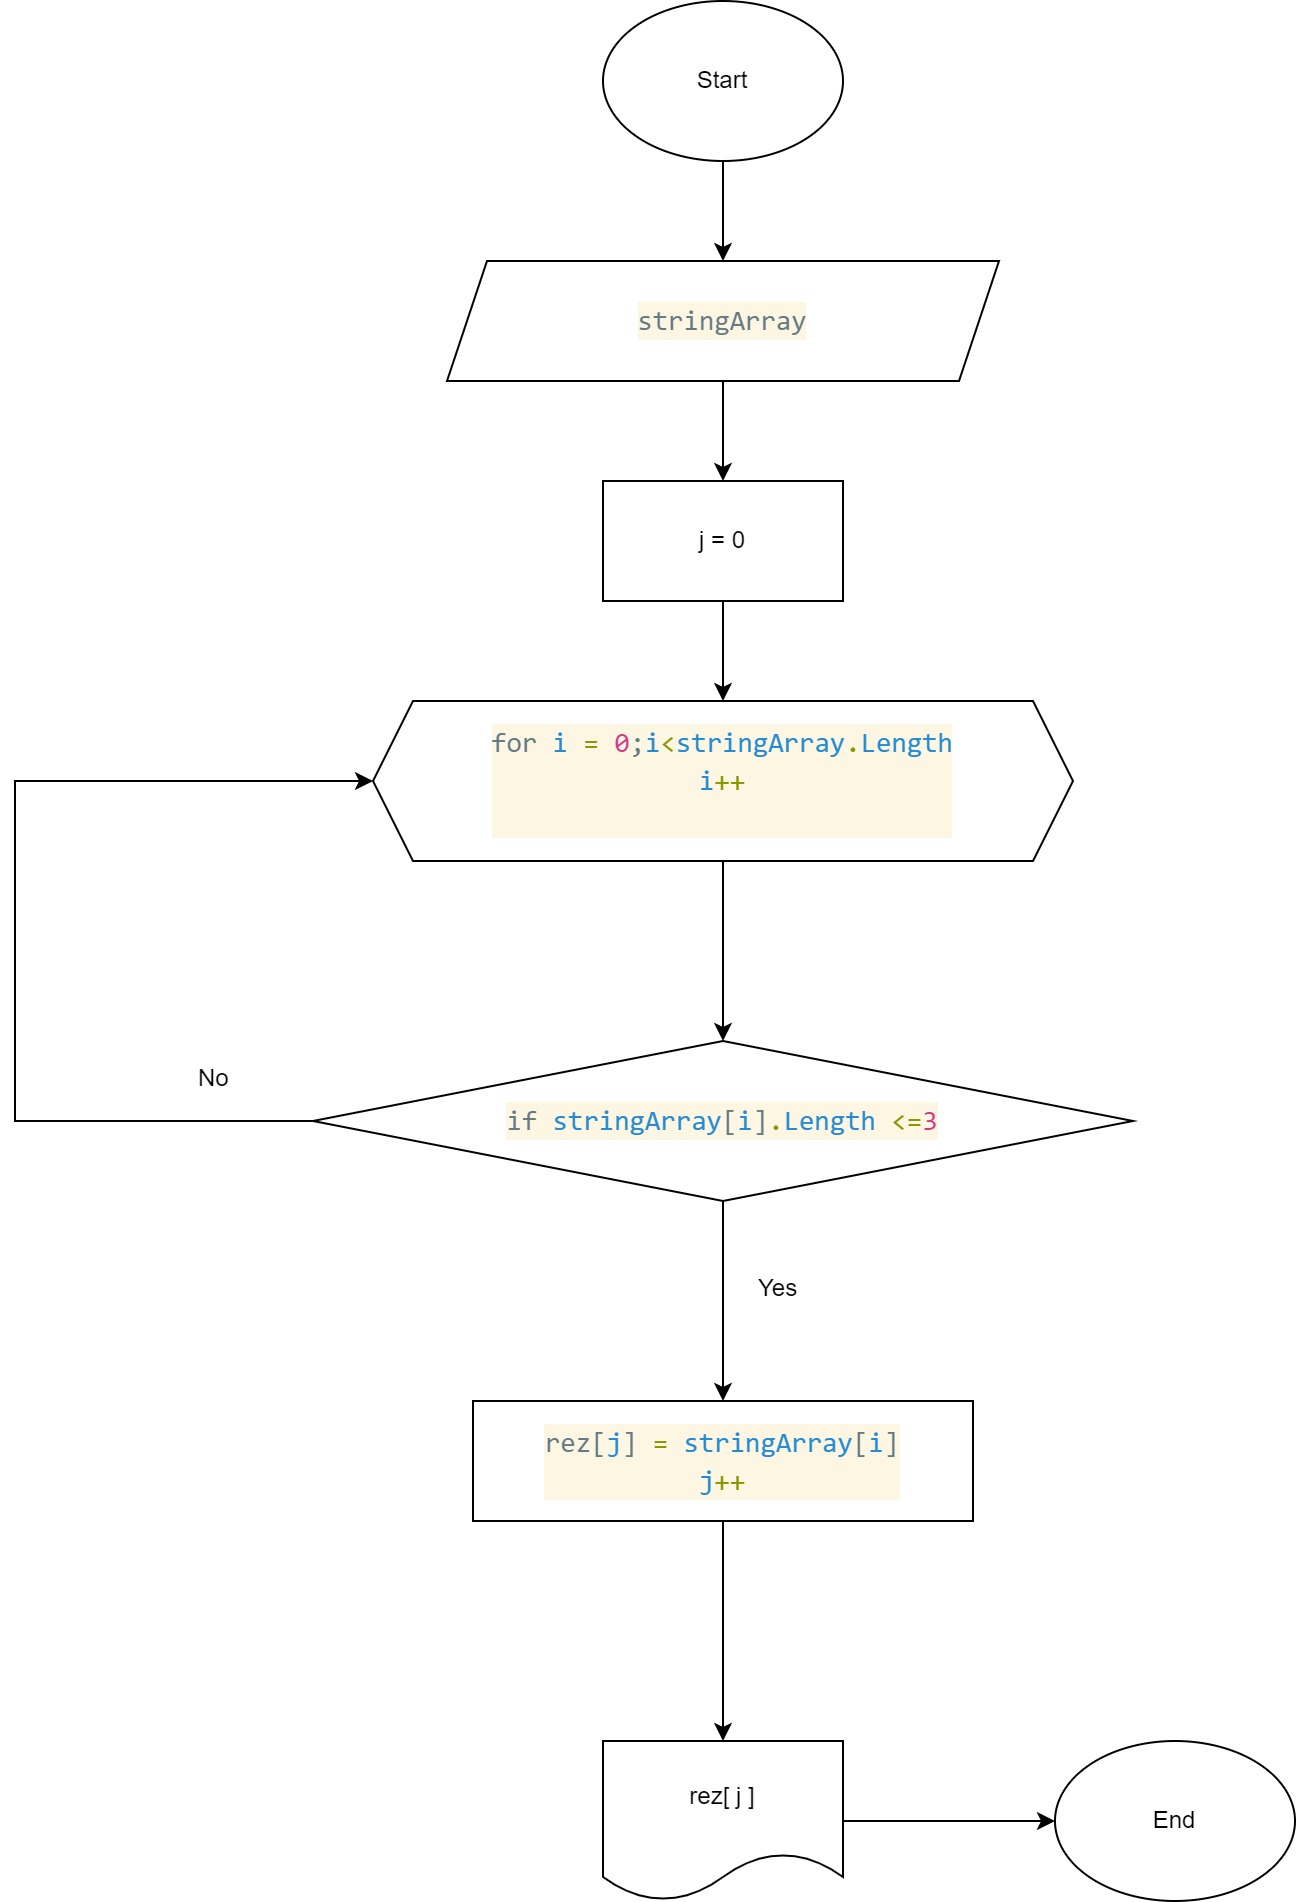 Start
stringArray
j = 0
for i = 0;i<stringArray.Length
i++
No
if stringArray[i].Length <=3
Yes
rez[j] = stringArray[i]
j++
rez[ j ]
End